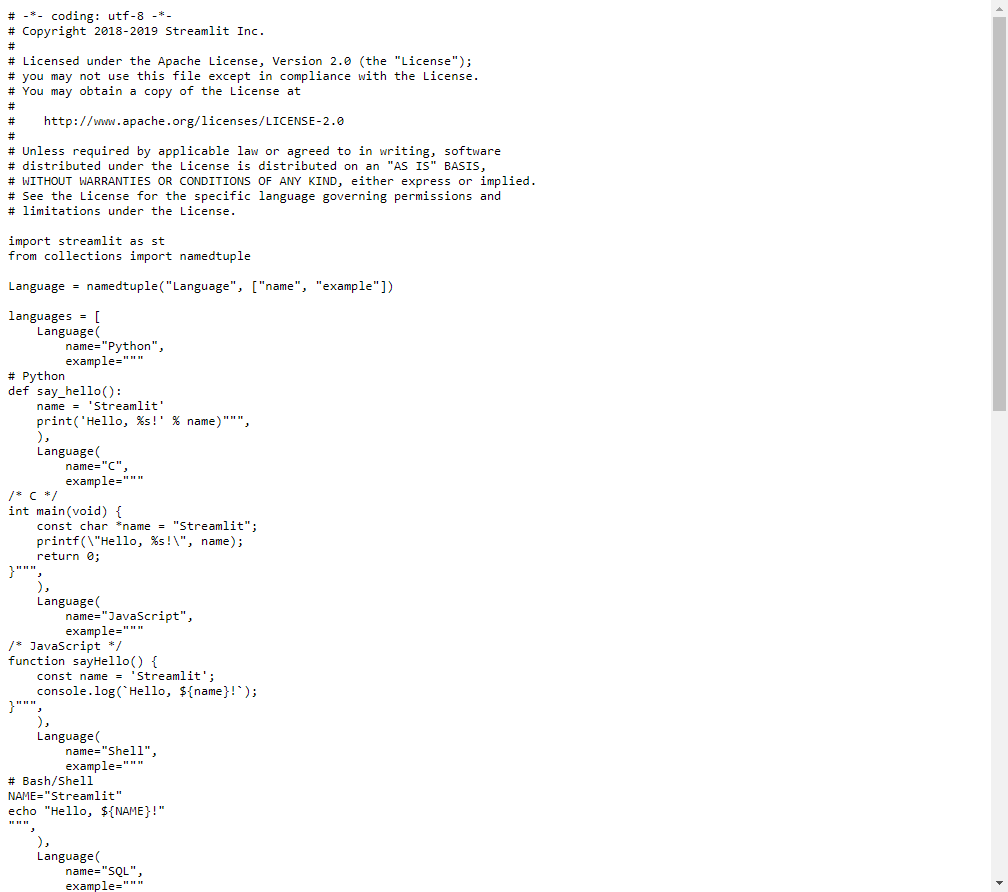 # -*- coding: utf-8 -*-
# Copyright 2018-2019 Streamlit Inc.
#
# Licensed under the Apache License, Version 2.0 (the "License");
# you may not use this file except in compliance with the License.
# You may obtain a copy of the License at
#
#    http://www.apache.org/licenses/LICENSE-2.0
#
# Unless required by applicable law or agreed to in writing, software
# distributed under the License is distributed on an "AS IS" BASIS,
# WITHOUT WARRANTIES OR CONDITIONS OF ANY KIND, either express or implied.
# See the License for the specific language governing permissions and
# limitations under the License.

import streamlit as st
from collections import namedtuple

Language = namedtuple("Language", ["name", "example"])

languages = [
    Language(
        name="Python",
        example="""
# Python
def say_hello():
    name = 'Streamlit'
    print('Hello, %s!' % name)""",
    ),
    Language(
        name="C",
        example="""
/* C */
int main(void) {
    const char *name = "Streamlit";
    printf(\"Hello, %s!\", name);
    return 0;
}""",
    ),
    Language(
        name="JavaScript",
        example="""
/* JavaScript */
function sayHello() {
    const name = 'Streamlit';
    console.log(`Hello, ${name}!`);
}""",
    ),
    Language(
        name="Shell",
        example="""
# Bash/Shell
NAME="Streamlit"
echo "Hello, ${NAME}!"
""",
    ),
    Language(
        name="SQL",
        example="""